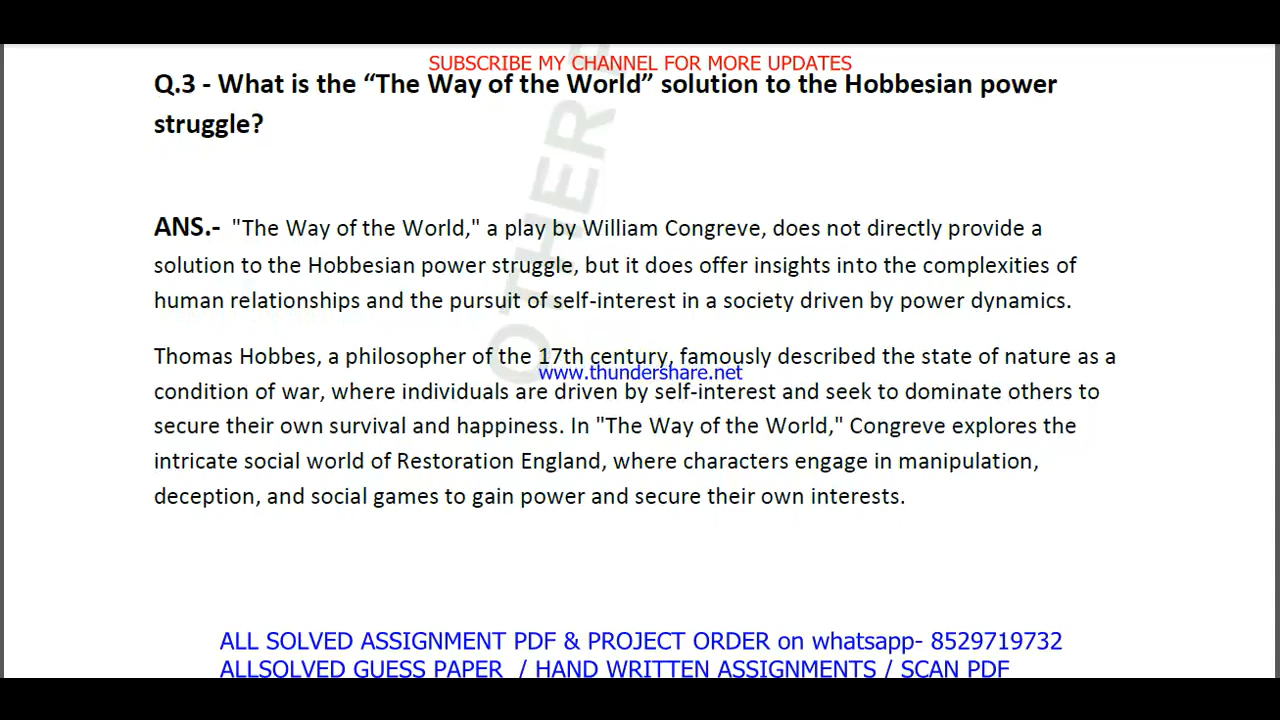 SUBSCRIBE MY CHANNEL FOR MORE UPDATES
Q.3 - What is the “The Way of the World” solution to the Hobbesian power
struggle?
ANS.- "The Way of the World," a play by William Congreve, does not directly provide a
solution to the Hobbesian power struggle, but it does offer insights into the complexities of
human relationships and the pursuit of self-interest in a society driven by power dynamics.
Thomas Hobbes, a philosopher of the 17th century, famously described the state of nature as a
www.thundershare.net
condition of war, where individuals are driven by self-interest and seek to dominate others to
secure their own survival and happiness. In "The Way of the World," Congreve explores the
intricate social world of Restoration England, where characters engage in manipulation,
deception, and social games to gain power and secure their own interests.
OTHER
ALL SOLVED ASSIGNMENT PDF & PROJECT ORDER on whatsapp- 8529719732
ALLSOLVED GUESS PAPER / HAND WRITTEN ASSIGNMENTS / SCAN PDF